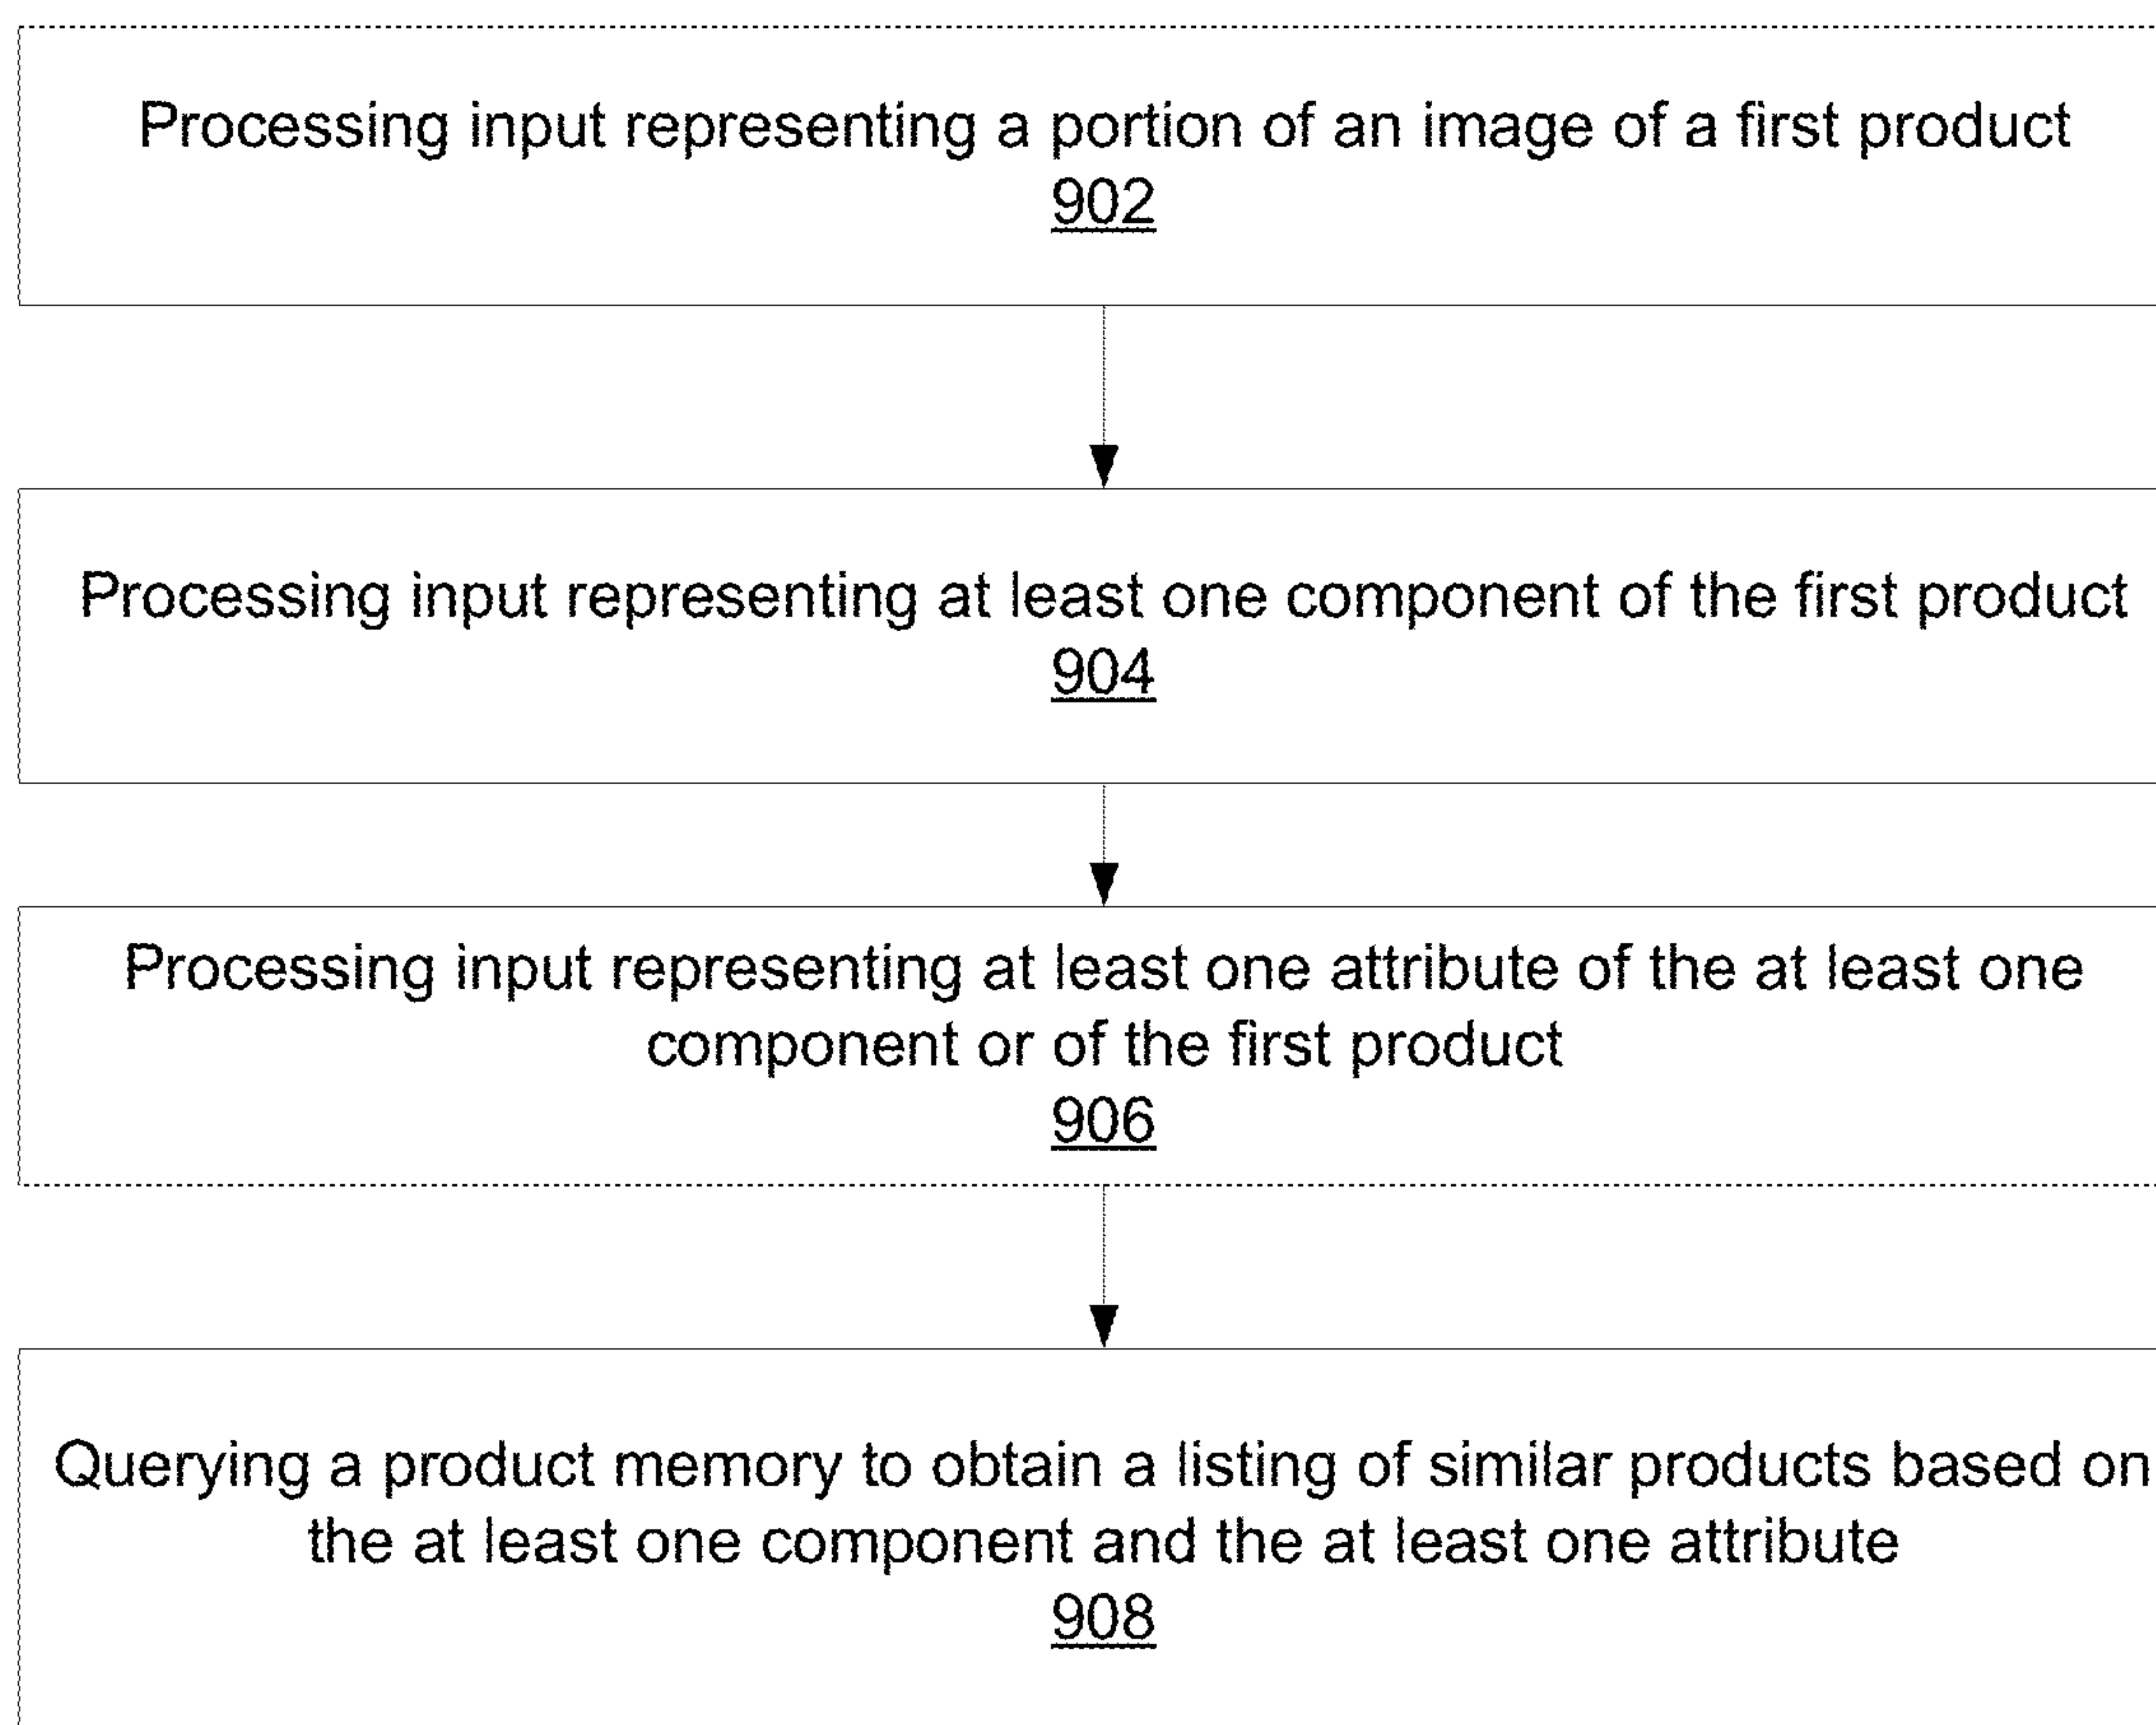 Processing input representing a portion of an image of a first product
902
Processing input representing at least one component of the first product
904
Processing input representing at least one attribute of the at least one
component or of the first product
906
Querying a product memory to obtain a listing of similar products based on
the at least one component and the at least one attribute
908